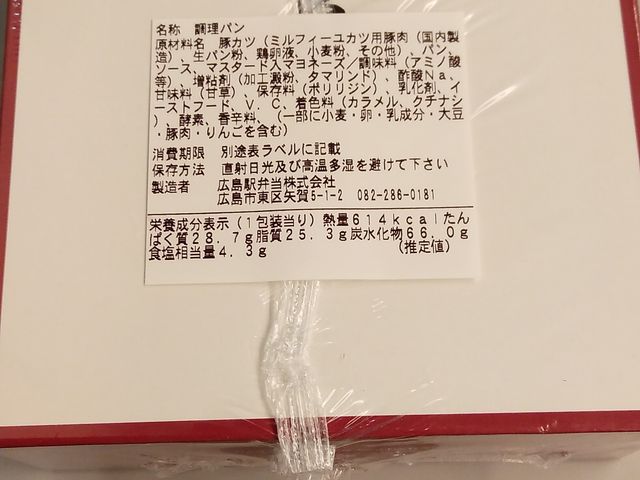 名称 調理パン
原材料名 豚カツ(ミルフィーユカツ用豚肉(国内製
造)、生パン粉、鶏卵液、小麦粉、その他)、パン、
ソース、マスタード入マヨネーズ/調味料(アミノ酸
等)、増粘剤(加工澱粉、タマリンド)、酢酸Na、
甘味料(甘草)、保存料(ポリリジン)、乳化剤、イ
ーストフード、V.C、着色料(カラメル、クチナシ
)、酵素、香辛料、(一部に小麦・卵・乳成分・大豆
・豚肉・りんごを含む)
消費期限 別途表ラベルに記載
保存方法 直射日光及び高温多湿を避けて下さい
製造者 広島駅弁当株式会社
広島市東区矢賀5-1-2 082-286-0181
栄養成分表示(1包装当り)熱量614kcalたん
ぱく質28.7g脂質25.3g炭水化物66.0g
食塩相当量4.3g (推定値)